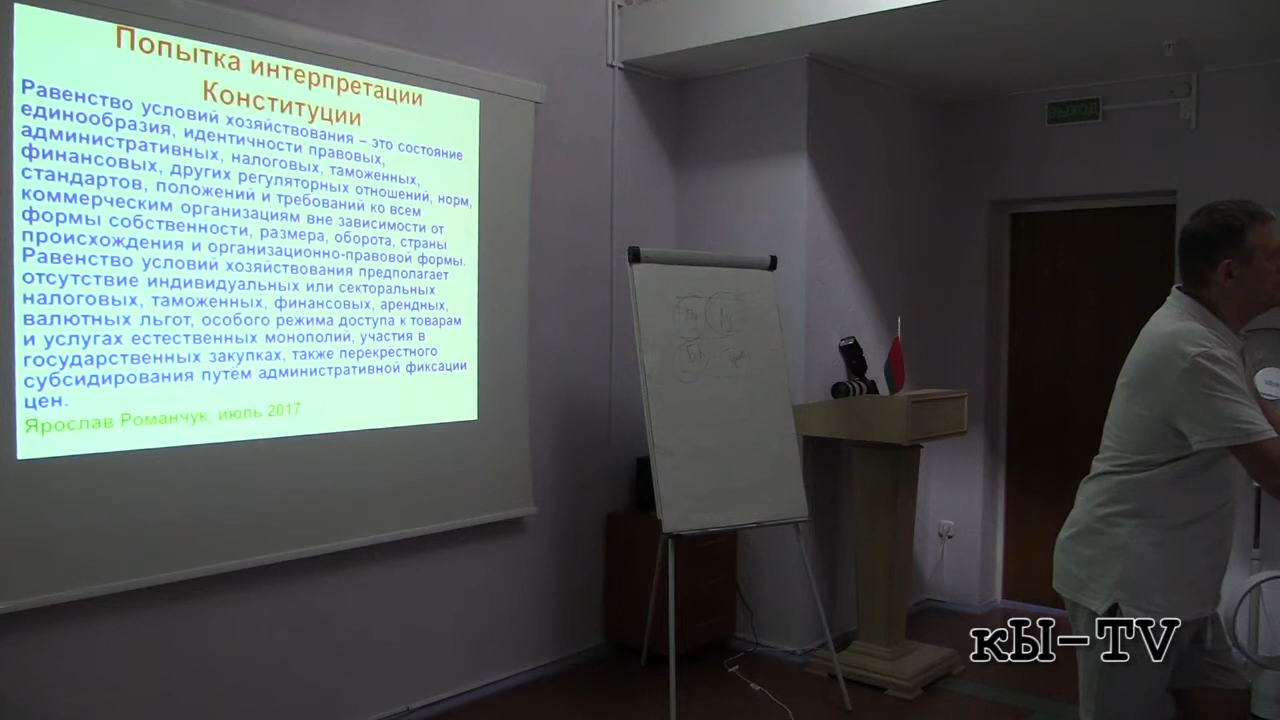 Попытка интерпретации
Конституции
Равенство условий хозяйствования – это состояние
единообразия, идентичности правовых,
административных, налоговых, таможенных,
финансовых, других регуляторных отношений, норм,
стандартов, положений и требований ко всем
коммерческим организациям вне зависимости от
формы собственности, размера, оборота, страны
происхождения и организационно-правовой формы.
Равенство условий хозяйствования предполагает
отсутствие индивидуальных или секторальных
налоговых, таможенных, финансовых, арендных,
валютных льгот, особого режима доступа к товарам
и услугах естественных монополий, участия в
государственных закупках, также перекрёстного
субсидирования путём административной фиксации
цен.
Ярослав Романчук, июль 2017
ВЫХОД
кЫ-TV